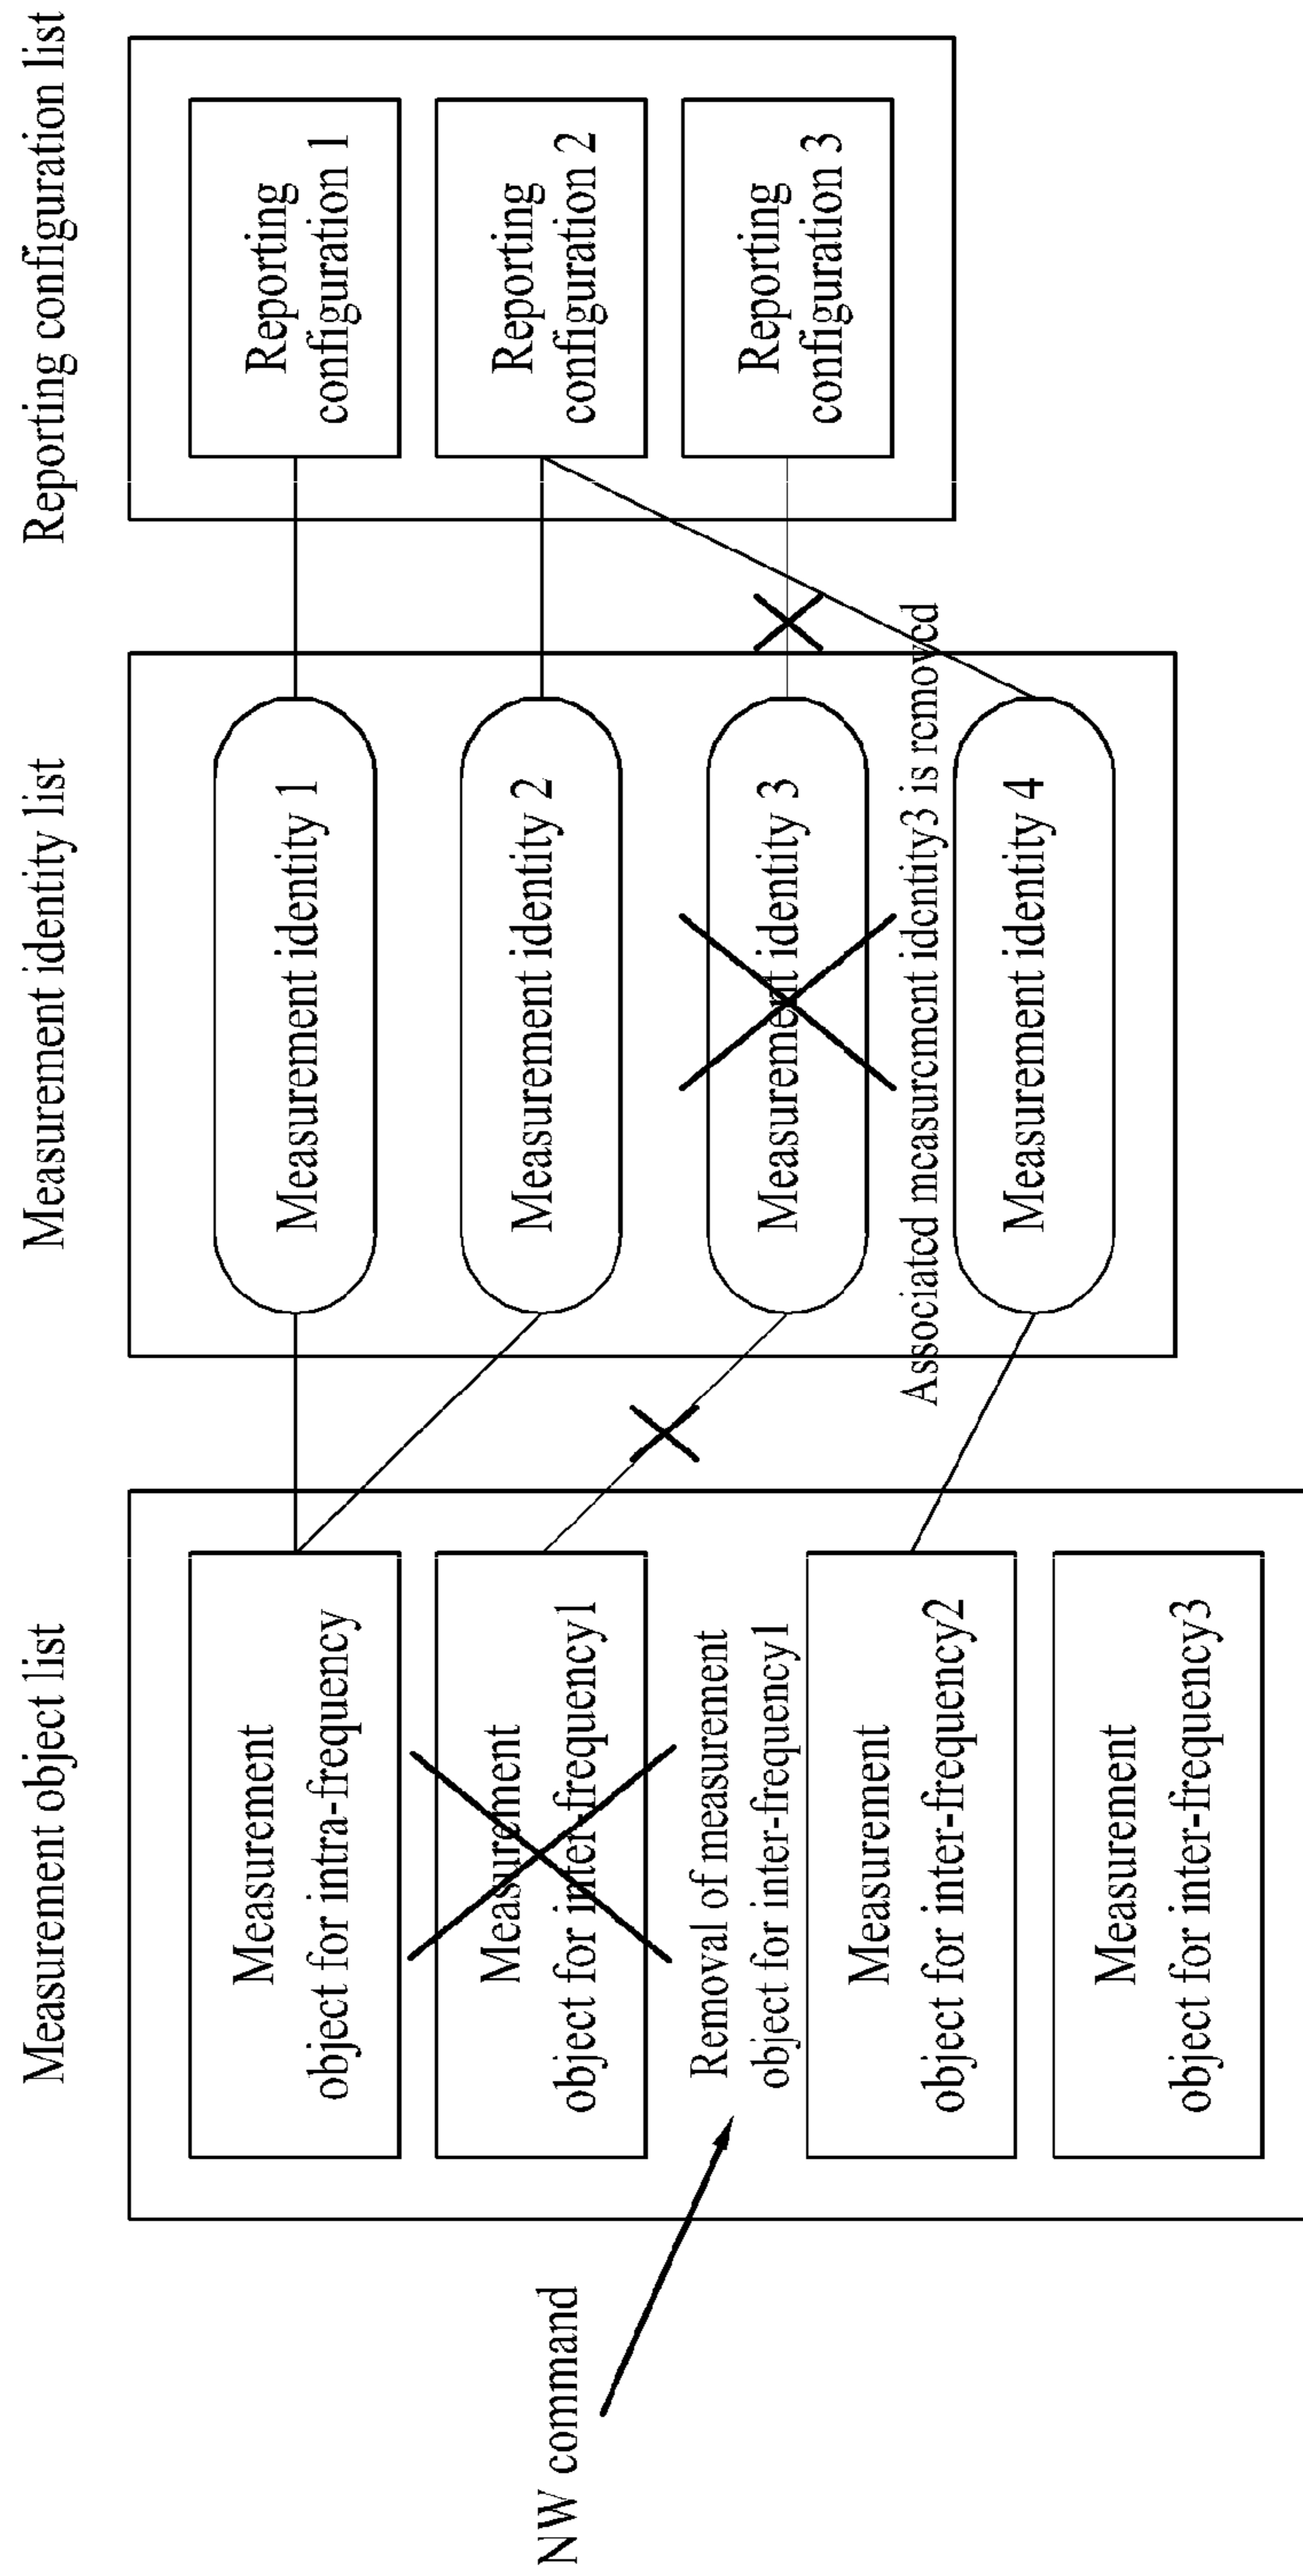 NW command
Measurement object list
Measurement
object for intra-frequency
Measurement
object for inter-frequency1
Removal of measurement
object for inter-frequency1
Measurement
object for inter-frequency2
Measurement
object for inter-frequency3
Measurement identity list
Measurement identity 1
Measurement identity 2
Measurement identity 3
Associated measurement identity3 is removed
Measurement identity 4
Reporting configuration list
Reporting
configuration 1
Reporting
configuration 2
Reporting
configuration 3